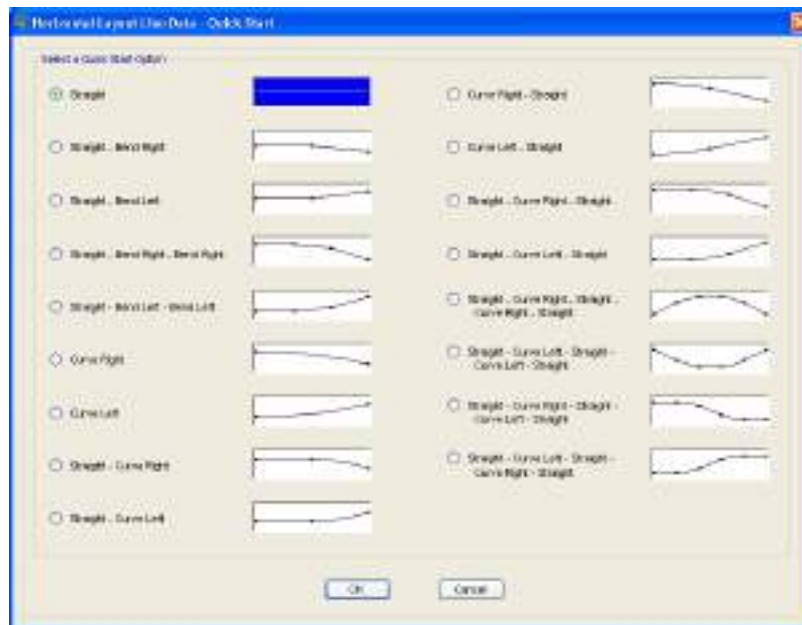 Horizontal Layout Line Data - Quick Start
Select a Quick Start Option
Straight
Straight - Bend Right
Straight - Bend Left
Straight - Bend Right - Bend Right
Straight - Bend Left - Bend Left
Curve Right
Curve Left
Straight - Curve Right
Straight - Curve Left
Curve Right - Straight
Curve Left - Straight
Straight - Curve Right - Straight
Straight - Curve Left - Straight
Straight - Curve Right - Straight -
Curve Right - Straight
Straight - Curve Left - Straight -
Curve Left - Straight
Straight - Curve Right - Straight -
Curve Left - Straight
Straight - Curve Left - Straight -
Curve Right - Straight
OK
Cancel